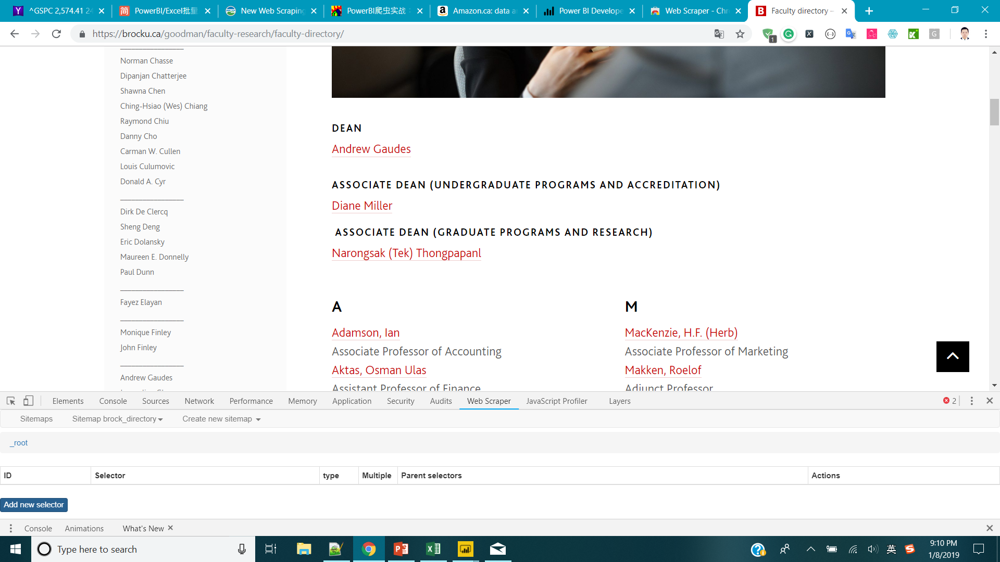 ^GSPC 2,574.41 24
PowerBI/Excel批量
New Web Scraping
PowerBI爬虫实战
Amazon.ca: data a
Power BI Develope
Web Scraper - Chr
Faculty directory –
https://brocku.ca/goodman/faculty-research/faculty-directory/
1
Norman Chasse
Dipanjan Chatterjee
Shawna Chen
Ching-Hsiao (Wes) Chiang
Raymond Chiu
Danny Cho
Carman W. Cullen
Louis Culumovic
Donald A. Cyr
Dirk De Clercq
Sheng Deng
Eric Dolansky
Maureen E. Donnelly
Paul Dunn
Fayez Elayan
Monique Finley
John Finley
Andrew Gaudes
DEAN
Andrew Gaudes
ASSOCIATE DEAN (UNDERGRADUATE PROGRAMS AND ACCREDITATION)
Diane Miller
ASSOCIATE DEAN (GRADUATE PROGRAMS AND RESEARCH)
Narongsak (Tek) Thongpapanl
A
Adamson, Ian
Associate Professor of Accounting
Aktas, Osman Ulas
Assistant Professor of Finance
M
MacKenzie, H.F. (Herb)
Associate Professor of Marketing
Makken, Roelof
Adjunct Professor
Elements Console Sources Network Performance Memory Application Security Audits Web Scraper JavaScript Profiler Layers 2
Sitemaps Sitemap brock_directory Create new sitemap
_root
ID Selector type Multiple Parent selectors Actions
Add new selector
Console Animations What's New
Type here to search
英
9:10 PM
1/8/2019